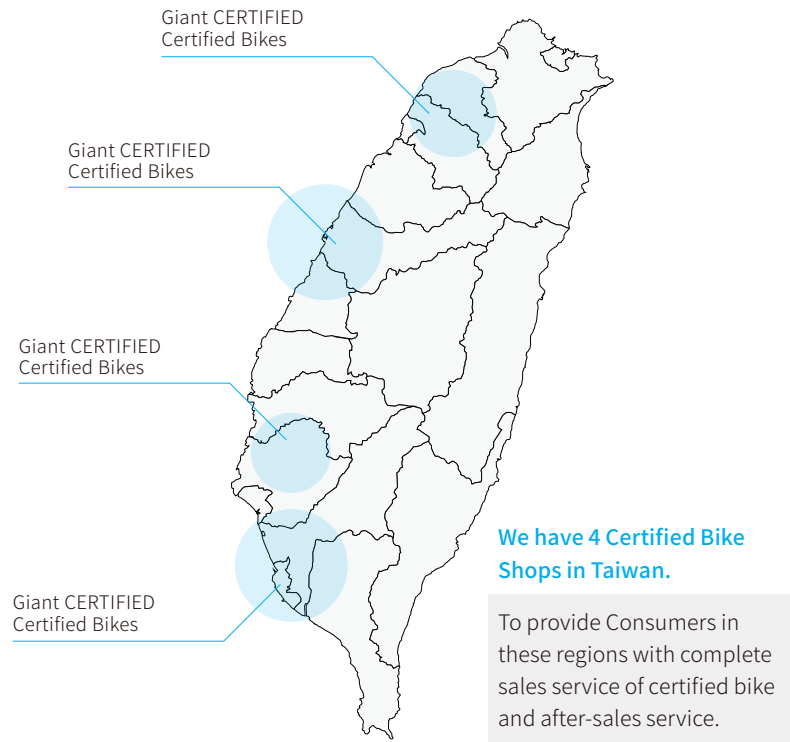 Giant CERTIFIED
Certified Bikes
Giant CERTIFIED
Certified Bikes
Giant CERTIFIED
Certified Bikes
Giant CERTIFIED
Certified Bikes
We have 4 Certified Bike
Shops in Taiwan.
To provide Consumers in
these regions with complete
sales service of certified bike
and after-sales service.